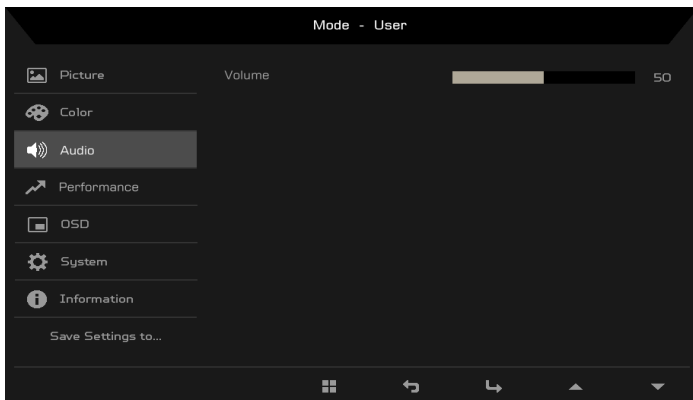 Mode - User
Picture
Volume
50
Color
Audio
Performance
OSD
System
Information
Save Settings to...